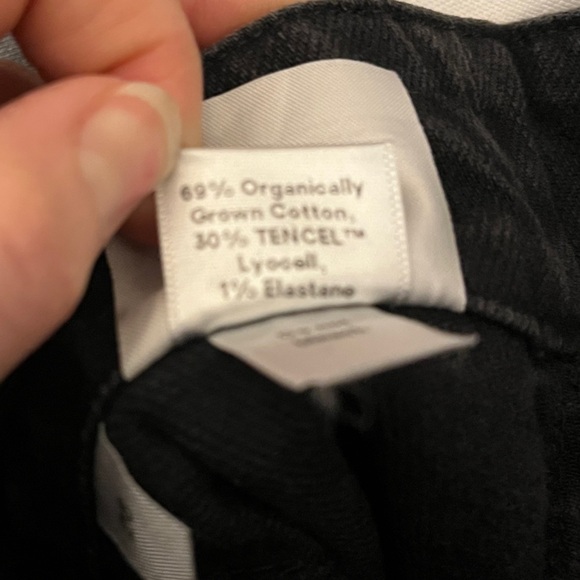 69% Organically
Grown Cotton,
30% TENCEL™
Lyocell,
1% Elastane